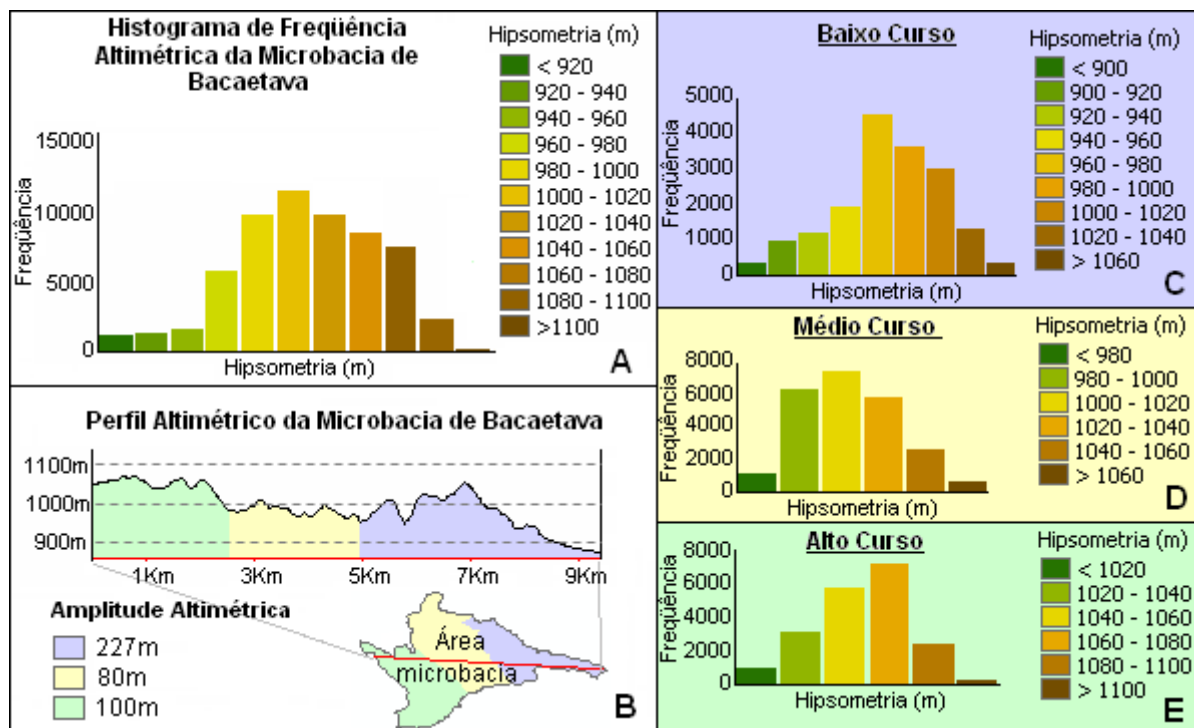 Histograma de Freqüência
Altimétrica da Microbacia de
Bacaetava
Hipsometria (m)
< 920
920 - 940
940 - 960
960 - 980
980 - 1000
1000 - 1020
1020 - 1040
1040 - 1060
1060 - 1080
1080 - 1100
>1100
15000
10000
5000
0
Freqüência
Hipsometria (m)
A
Perfil Altimétrico da Microbacia de Bacaetava
1100m
1000m
900m
1Km
3Km
5Km
7Km
9Km
Amplitude Altimétrica
227m
80m
100m
Área
microbacia
B
Baixo Curso
Hipsometria (m)
< 900
900 - 920
920 - 940
940 - 960
960 - 980
980 - 1000
1000 - 1020
1020 - 1040
> 1060
5000
4000
3000
2000
1000
0
Freqüência
Hipsometria (m)
C
Médio Curso
Hipsometria (m)
< 980
980 - 1000
1000 - 1020
1020 - 1040
1040 - 1060
> 1060
8000
6000
4000
2000
0
Freqüência
Hipsometria (m)
D
Alto Curso
Hipsometria (m)
< 1020
1020 - 1040
1040 - 1060
1060 - 1080
1080 - 1100
> 1100
8000
6000
4000
2000
0
Freqüência
Hipsometria (m)
E